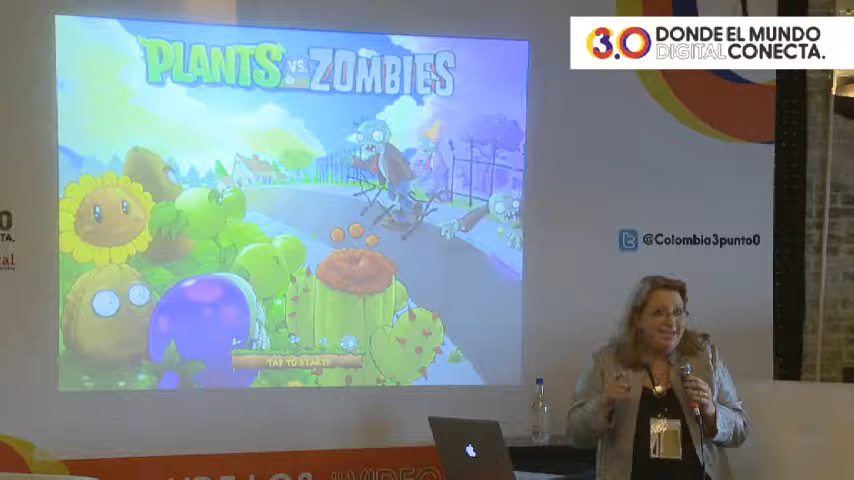 PLANTS VS. ZOMBIES
TAP TO START!
3.0 DONDE EL MUNDO
DIGITAL CONECTA.
@Colombia3punto0